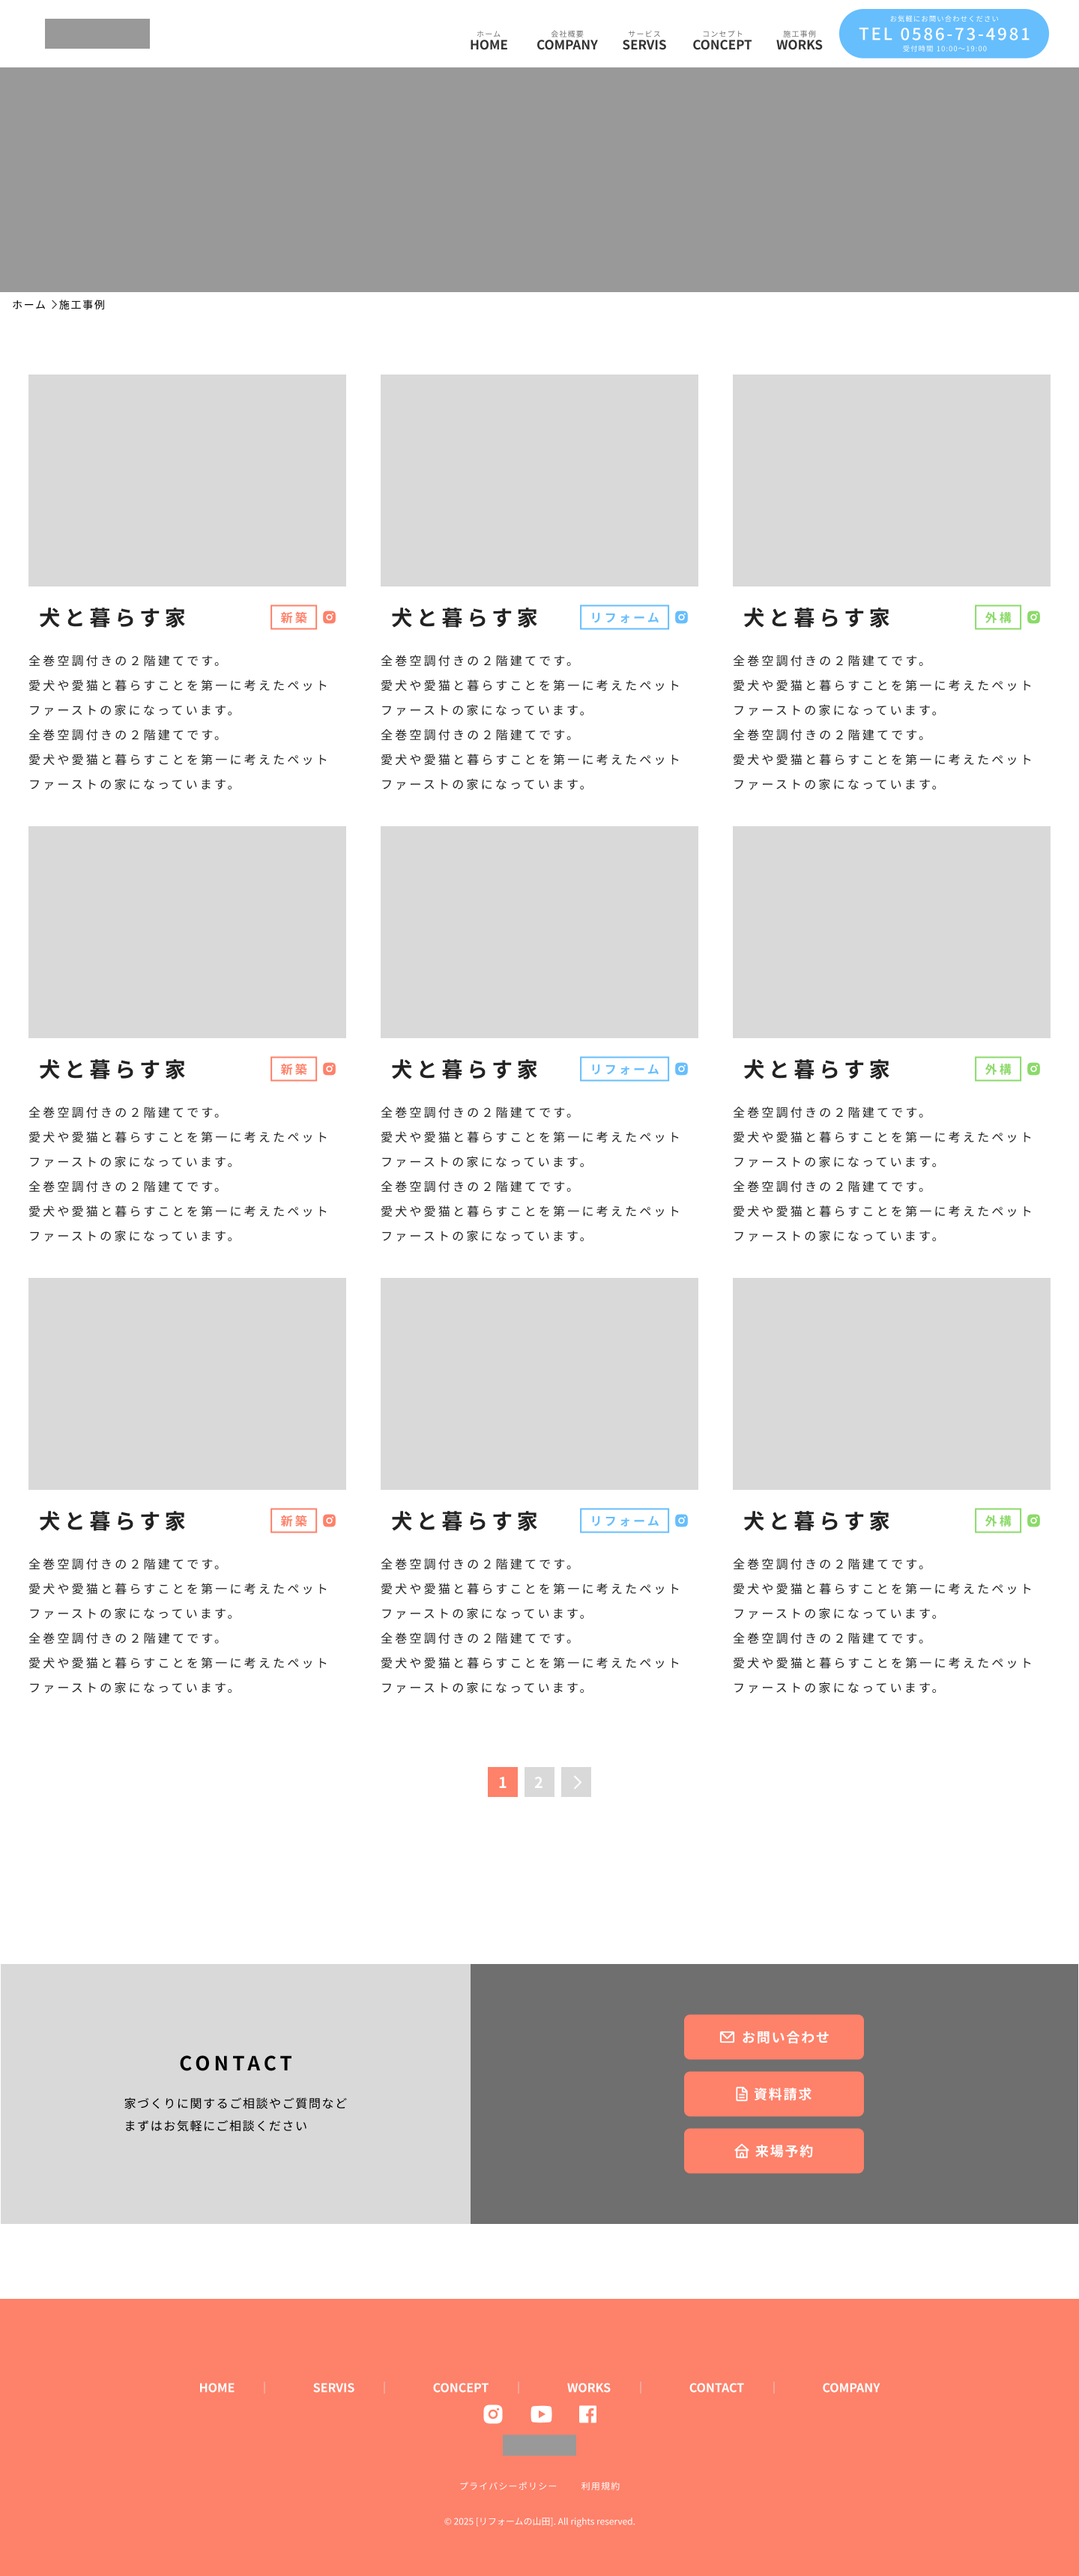 ホーム
HOME
会社概要
COMPANY
サービス
SERVIS
コンセプト
CONCEPT
施工事例
WORKS
お気軽にお問い合わせください
TEL 0586-73-4981
受付時間 10:00〜19:00
ホーム 施工事例
犬と暮らす家 新築
全巻空調付きの２階建てです。
愛犬や愛猫と暮らすことを第一に考えたペット
ファーストの家になっています。
全巻空調付きの２階建てです。
愛犬や愛猫と暮らすことを第一に考えたペット
ファーストの家になっています。
犬と暮らす家 リフォーム
全巻空調付きの２階建てです。
愛犬や愛猫と暮らすことを第一に考えたペット
ファーストの家になっています。
全巻空調付きの２階建てです。
愛犬や愛猫と暮らすことを第一に考えたペット
ファーストの家になっています。
犬と暮らす家 外構
全巻空調付きの２階建てです。
愛犬や愛猫と暮らすことを第一に考えたペット
ファーストの家になっています。
全巻空調付きの２階建てです。
愛犬や愛猫と暮らすことを第一に考えたペット
ファーストの家になっています。
犬と暮らす家 新築
全巻空調付きの２階建てです。
愛犬や愛猫と暮らすことを第一に考えたペット
ファーストの家になっています。
全巻空調付きの２階建てです。
愛犬や愛猫と暮らすことを第一に考えたペット
ファーストの家になっています。
犬と暮らす家 リフォーム
全巻空調付きの２階建てです。
愛犬や愛猫と暮らすことを第一に考えたペット
ファーストの家になっています。
全巻空調付きの２階建てです。
愛犬や愛猫と暮らすことを第一に考えたペット
ファーストの家になっています。
犬と暮らす家 外構
全巻空調付きの２階建てです。
愛犬や愛猫と暮らすことを第一に考えたペット
ファーストの家になっています。
全巻空調付きの２階建てです。
愛犬や愛猫と暮らすことを第一に考えたペット
ファーストの家になっています。
犬と暮らす家 新築
全巻空調付きの２階建てです。
愛犬や愛猫と暮らすことを第一に考えたペット
ファーストの家になっています。
全巻空調付きの２階建てです。
愛犬や愛猫と暮らすことを第一に考えたペット
ファーストの家になっています。
犬と暮らす家 リフォーム
全巻空調付きの２階建てです。
愛犬や愛猫と暮らすことを第一に考えたペット
ファーストの家になっています。
全巻空調付きの２階建てです。
愛犬や愛猫と暮らすことを第一に考えたペット
ファーストの家になっています。
犬と暮らす家 外構
全巻空調付きの２階建てです。
愛犬や愛猫と暮らすことを第一に考えたペット
ファーストの家になっています。
全巻空調付きの２階建てです。
愛犬や愛猫と暮らすことを第一に考えたペット
ファーストの家になっています。
1 2
CONTACT
家づくりに関するご相談やご質問など
まずはお気軽にご相談ください
お問い合わせ
資料請求
来場予約
HOME SERVIS CONCEPT WORKS CONTACT COMPANY
プライバシーポリシー 利用規約
© 2025 [リフォームの山田]. All rights reserved.